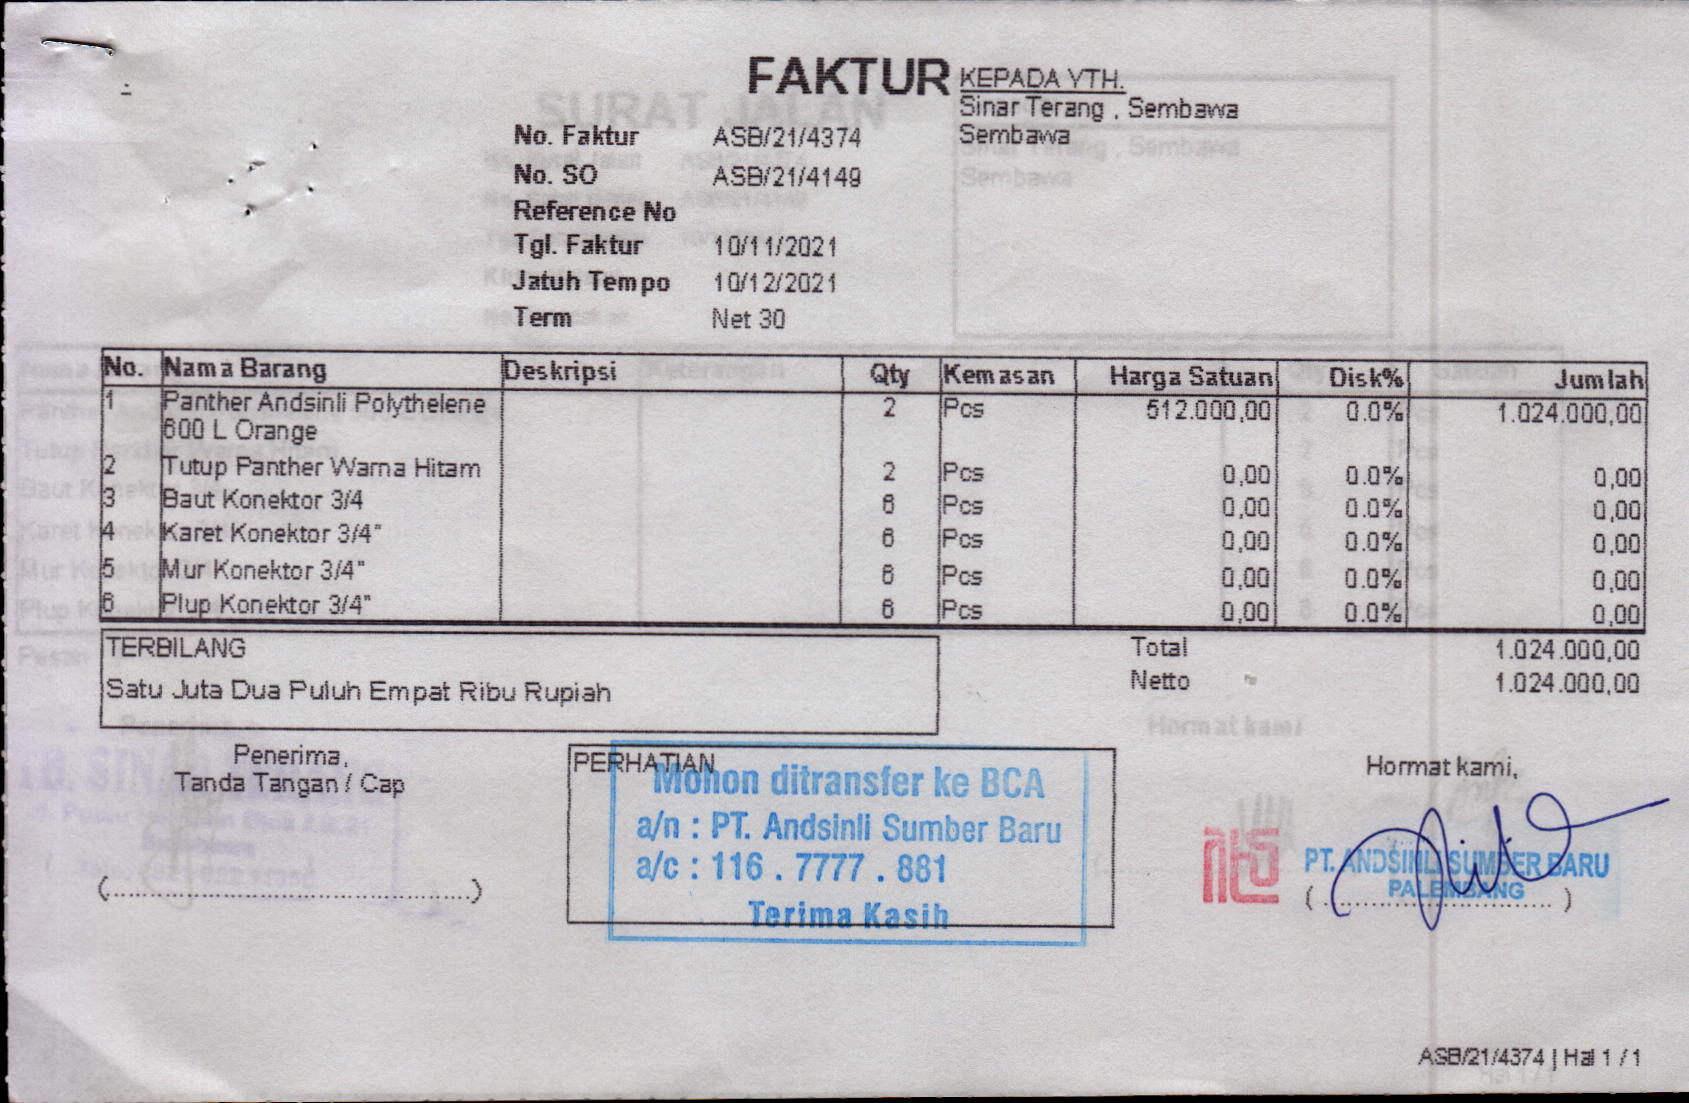 FAKTUR
KEPADA YTH.
Sinar Terang , Sembawa
Sembawa
No. Faktur ASB/21/4374
No. SO ASB/21/4149
Reference No
Tgl. Faktur 10/11/2021
Jatuh Tempo 10/12/2021
Term Net 30
No. Nama Barang Deskripsi Qty Kemasan Harga Satuan Disk% Jumlah
1 Panther Andsinli Polythelene 2 Pcs 512.000,00 0.0% 1.024.000,00
600 L Orange
2 Tutup Panther Warna Hitam 2 Pcs 0,00 0.0% 0,00
3 Baut Konektor 3/4 6 Pcs 0,00 0.0% 0,00
4 Karet Konektor 3/4" 6 Pcs 0,00 0.0% 0,00
5 Mur Konektor 3/4" 6 Pcs 0,00 0.0% 0,00
6 Plup Konektor 3/4" 6 Pcs 0,00 0.0% 0,00
TERBILANG
Satu Juta Dua Puluh Empat Ribu Rupiah
Total 1.024.000,00
Netto 1.024.000,00
Penerima,
Tanda Tangan / Cap
(....................................................)
PERHATIAN
Mohon ditransfer ke BCA
a/n : PT. Andsinli Sumber Baru
a/c : 116 . 7777 . 881
Terima Kasih
Hormat kami,
PT. ANDSINLI SUMBER BARU
PALEMBANG
( ................................. )
ASB/21/4374 | Hal 1 / 1
SURAT JALAN
Sinar Terang , Sembawa
Sembawa
Keterangan
Hormat kami